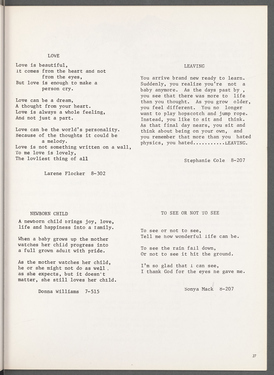 LOVE
Love is beautiful,
it comes from the heart and not
from the eyes,
But love is enough to make a
person cry.
Love can be a dream,
A thought from your heart.
Love is always a whole feeling,
And not just a part.
Love can be the world's personality.
Because of the thoughts it could be
a melody.
Love is not something written on a wall,
To me love is lovely,
The lovliest thing of all
Larene Flocker 8-302
LEAVING
You arrive brand new ready to learn.
Suddenly, you realize you're not a
baby anymore. As the days past by ,
you see that there was more to life
than you thought. As you grow older,
you feel different. You no longer
want to play hopscotch and jump rope.
Instead, you like to sit and think.
As that final day nears, you sit and
think about being on your own, and
you remember that more than you hated
physics, you hated...........LEAVING.
Stephanie Cole 8-207
NEWBORN CHILD
A newborn child brings joy, love,
life and happiness into a family.
When a baby grows up the mother
watches her child progress into
a full grown adult with pride.
As the mother watches her child,
he or she might not do as well
as she expects, but it doesn't
matter, she still loves her child.
Donna Williams 7-515
TO SEE OR NOT TO SEE
To see or not to see,
Tell me now wonderful life can be.
To see the rain fall down,
Or not to see it hit the ground.
I'm so glad that i can see,
I thank God for the eyes he gave me.
Sonya Mack 8-207